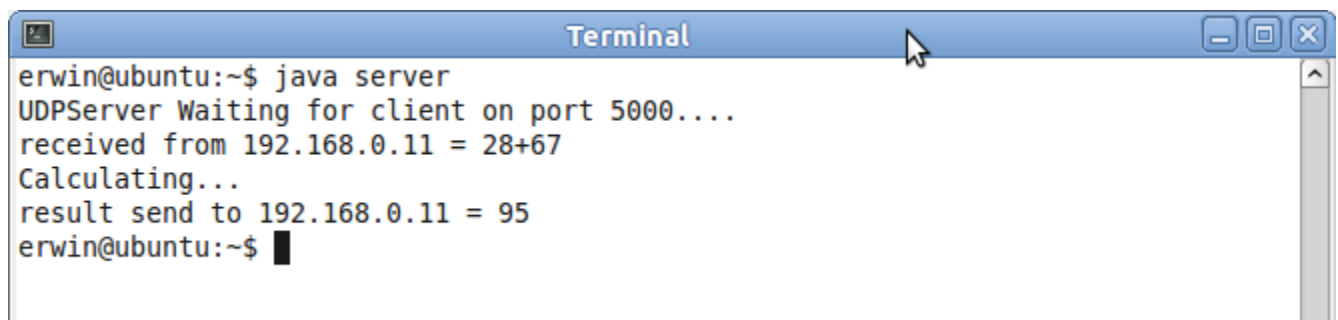 Terminal
erwin@ubuntu:~$ java server
UDPServer Waiting for client on port 5000....
received from 192.168.0.11 = 28+67
Calculating...
result send to 192.168.0.11 = 95
erwin@ubuntu:~$